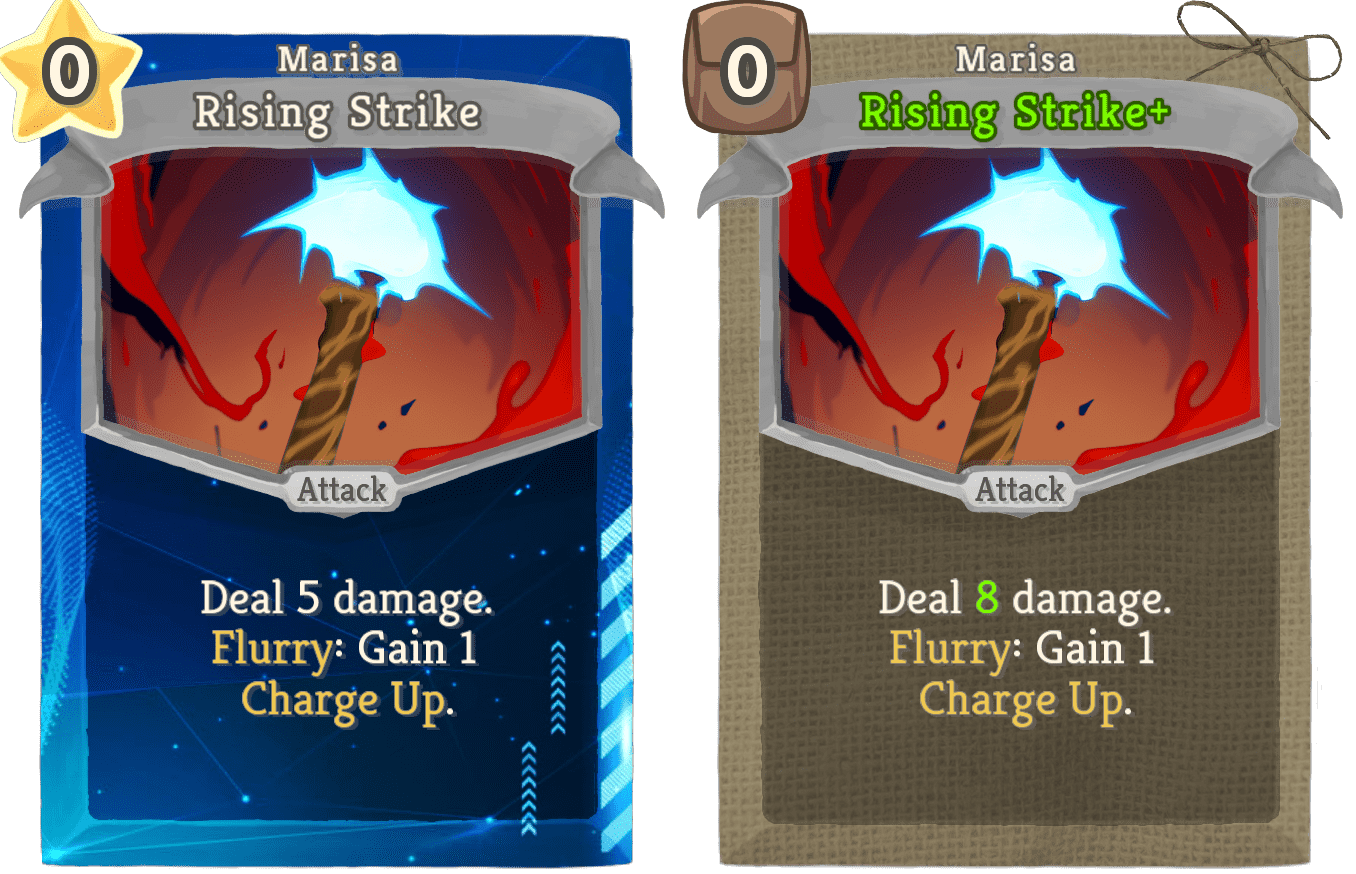 0
Marisa
Rising Strike
Attack
Deal 5 damage.
Flurry: Gain 1
Charge Up.
0
Marisa
Rising Strike+
Attack
Deal 8 damage.
Flurry: Gain 1
Charge Up.